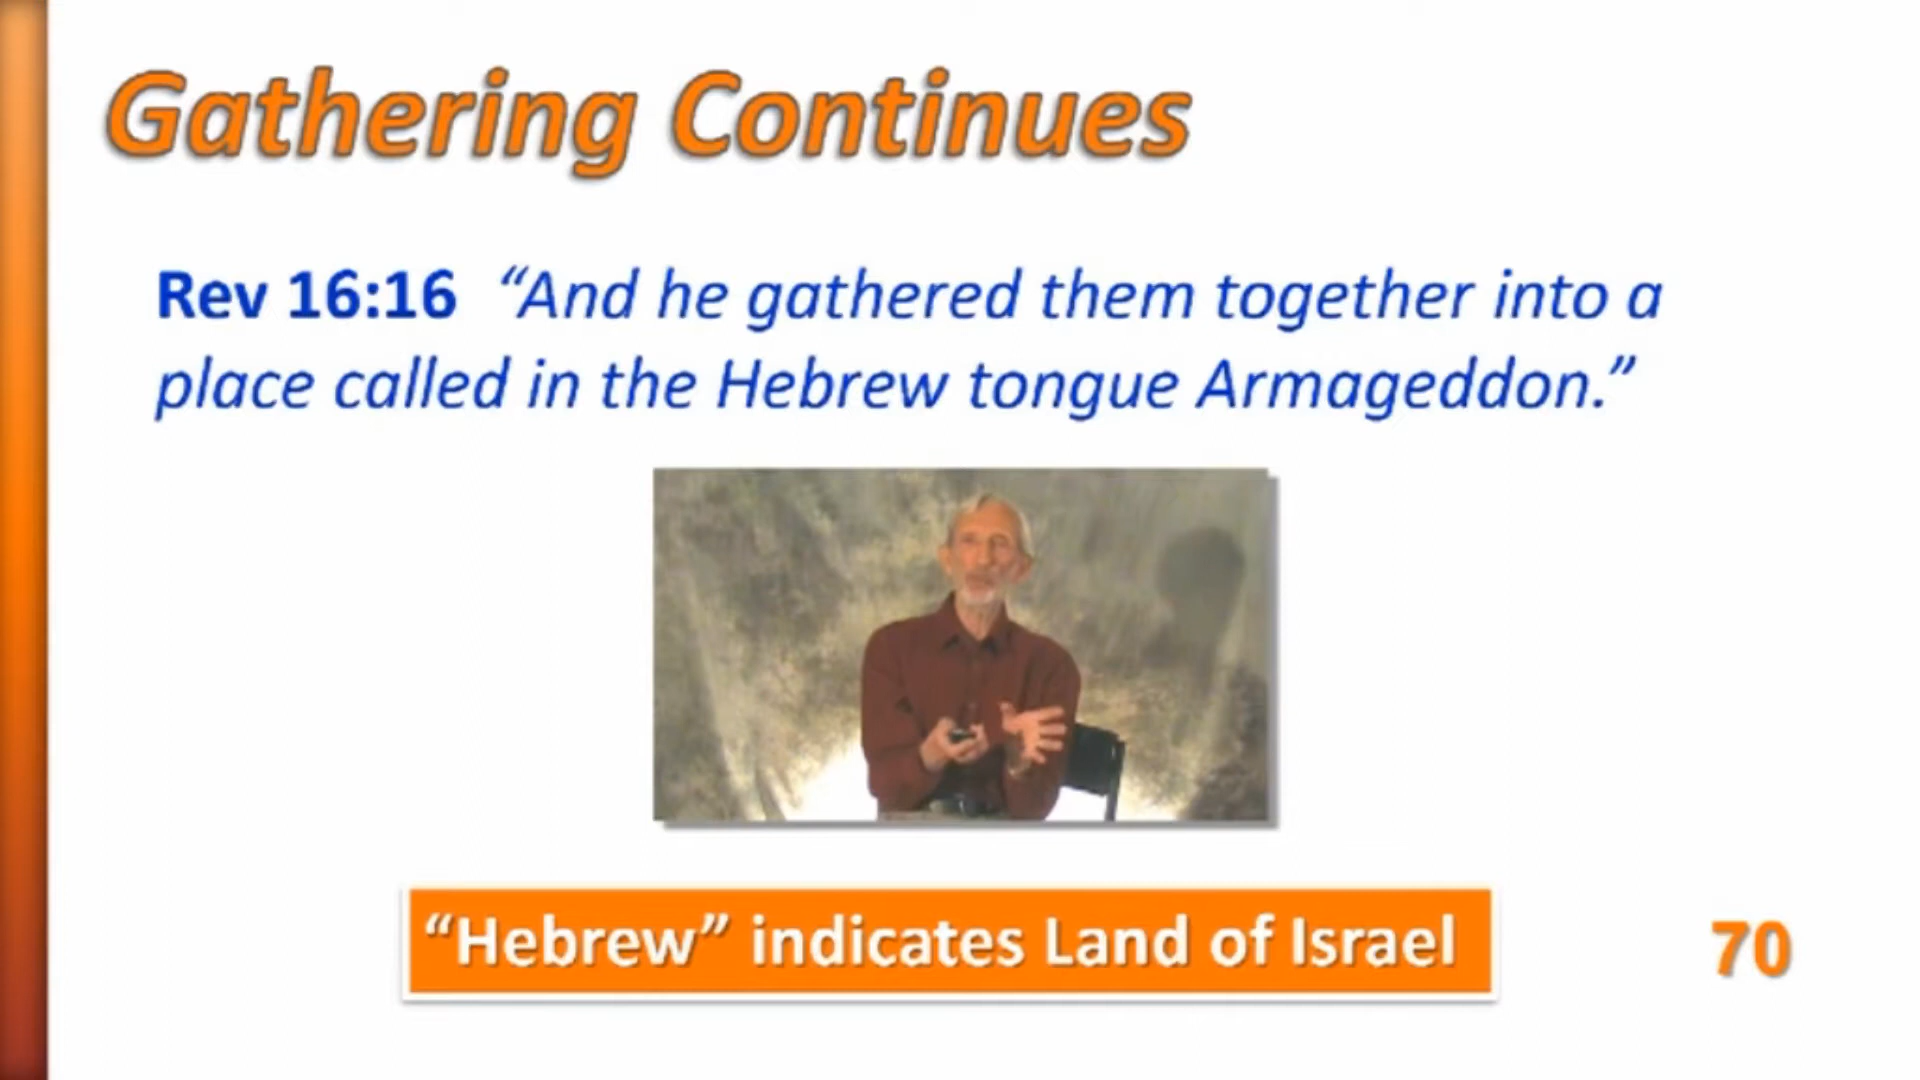 Gathering Continues
Rev 16:16 “And he gathered them together into a
place called in the Hebrew tongue Armageddon.”
“Hebrew” indicates Land of Israel
70